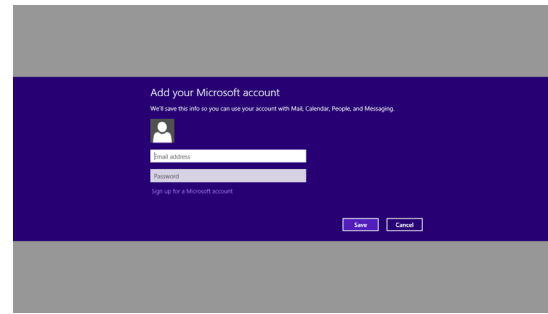 Add your Microsoft account
We'll save this info so you can use your account with Mail, Calendar, People, and Messaging.
Email address
Password
Sign up for a Microsoft account
Save
Cancel